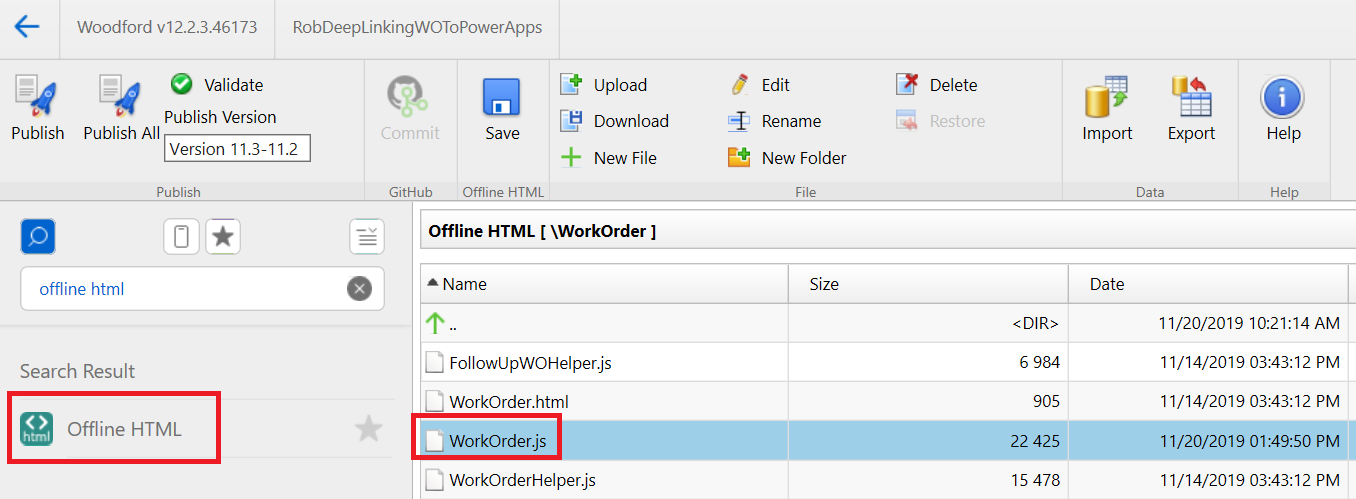 Woodford v12.2.3.46173 RobDeepLinkingWOToPowerApps
Publish
Publish All
Validate
Publish Version
Version 11.3-11.2
Publish
Commit
GitHub
Save
Offline HTML
Upload Edit Delete
Download Rename Restore
New File New Folder
File
Import Export
Data
Help
Help
offline html
Search Result
html
Offline HTML
Offline HTML [ \WorkOrder ]
Name Size Date
.. <DIR> 11/20/2019 10:21:14 AM
FollowUpWOHelper.js 6 984 11/14/2019 03:43:12 PM
WorkOrder.html 905 11/14/2019 03:43:12 PM
WorkOrder.js 22 425 11/20/2019 01:49:50 PM
WorkOrderHelper.js 15 478 11/14/2019 03:43:12 PM